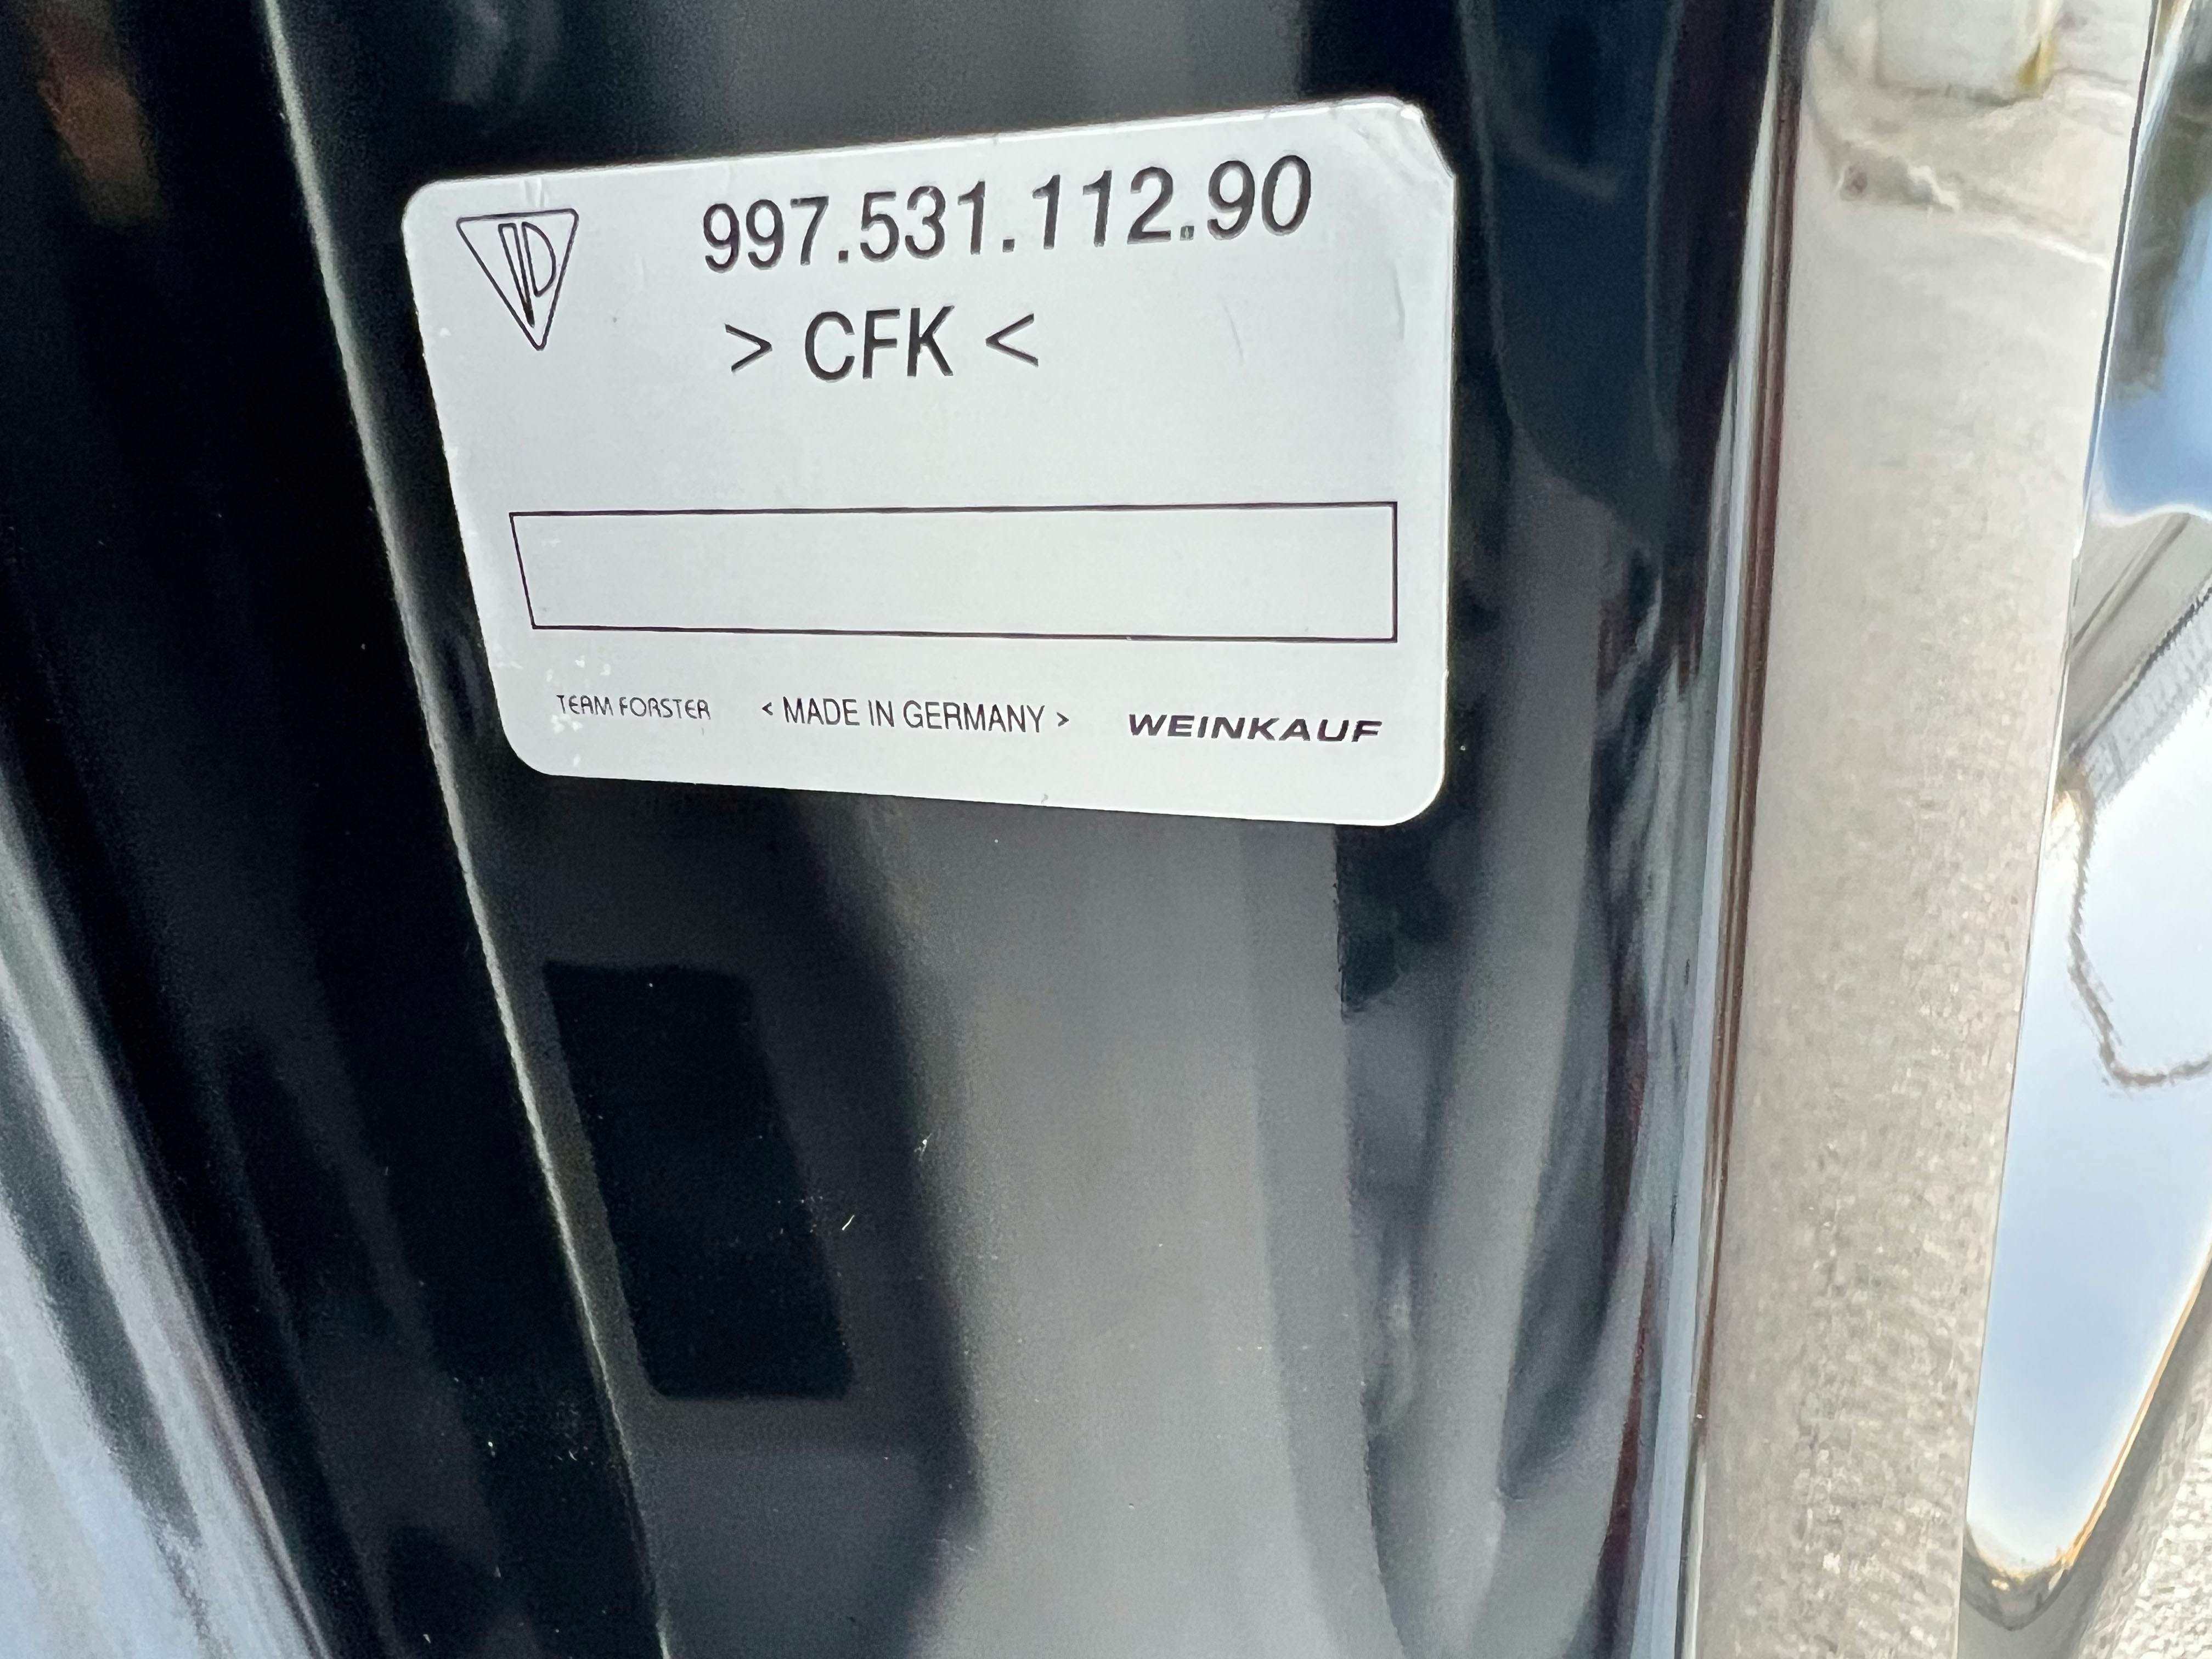 997.531.112.90
> CFK <
TEAM FORSTER < MADE IN GERMANY > WEINKAUF